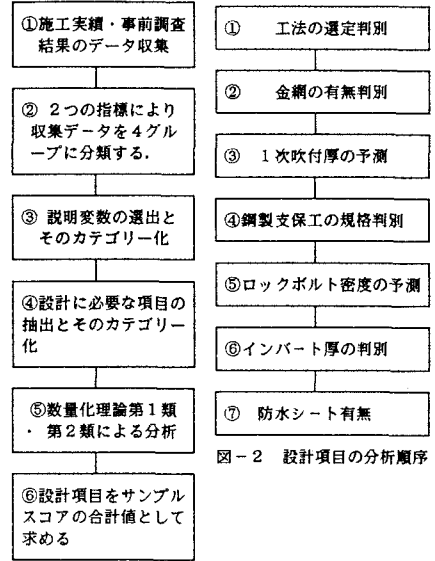 ①施工実績・事前調査
結果のデータ収集
② 2つの指標により
収集データを4グルー
プに分類する.
③ 説明変数の選出と
そのカテゴリー化
④設計に必要な項目の
抽出とそのカテゴリー
化
⑤数量化理論第1類
・ 第2類による分析
⑥設計項目をサンプル
スコアの合計値として
求める
① 工法の選定判別
② 金網の有無判別
③ 1次吹付厚の予測
④鋼製支保工の規格判別
⑤ロックボルト密度の予測
⑥インバート厚の判別
⑦ 防水シート有無
図-2 設計項目の分析順序